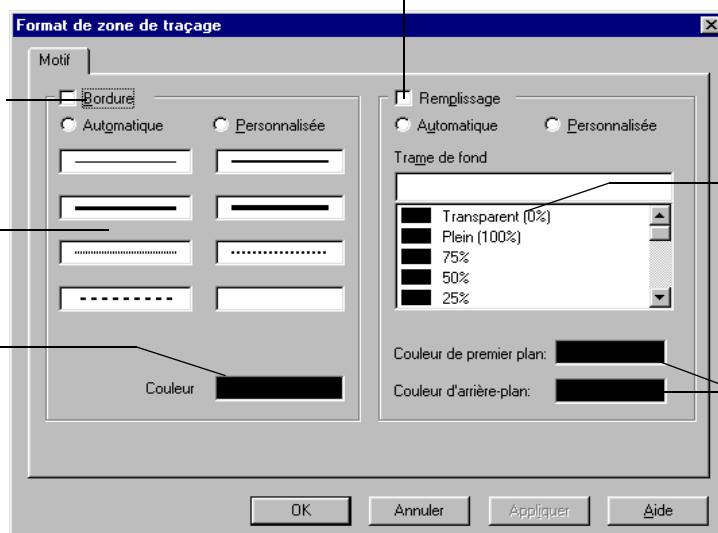 Format de zone de traçage
Motif
Bordure
Automatique
Personnalisée
Couleur
Remplissage
Automatique
Personnalisée
Trame de fond
Transparent (0%)
Plein (100%)
75%
50%
25%
Couleur de premier plan:
Couleur d'arrière-plan:
OK
Annuler
Appliquer
Aide